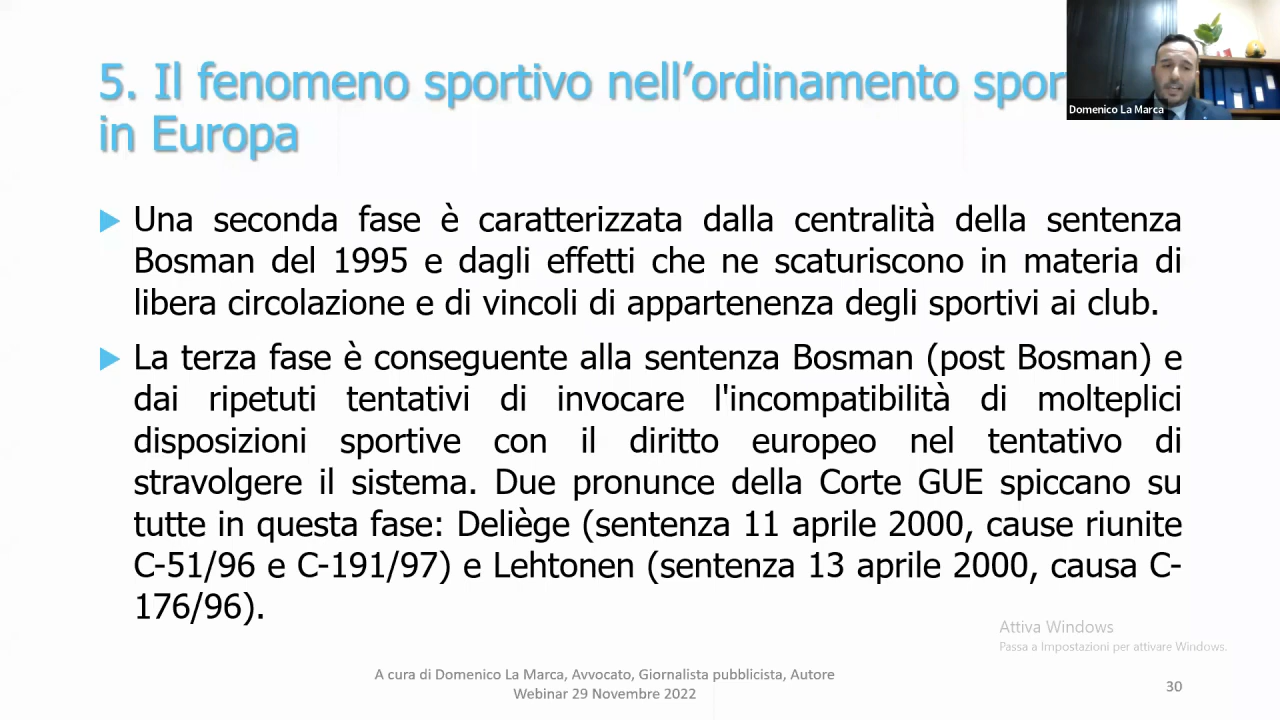 5. Il fenomeno sportivo nell’ordinamento spor
in Europa
Domenico La Marca
Una seconda fase è caratterizzata dalla centralità della sentenza
Bosman del 1995 e dagli effetti che ne scaturiscono in materia di
libera circolazione e di vincoli di appartenenza degli sportivi ai club.
La terza fase è conseguente alla sentenza Bosman (post Bosman) e
dai ripetuti tentativi di invocare l'incompatibilità di molteplici
disposizioni sportive con il diritto europeo nel tentativo di
stravolgere il sistema. Due pronunce della Corte GUE spiccano su
tutte in questa fase: Deliège (sentenza 11 aprile 2000, cause riunite
C-51/96 e C-191/97) e Lehtonen (sentenza 13 aprile 2000, causa C-
176/96).
Attiva Windows
Passa a Impostazioni per attivare Windows.
A cura di Domenico La Marca, Avvocato, Giornalista pubblicista, Autore
Webinar 29 Novembre 2022
30